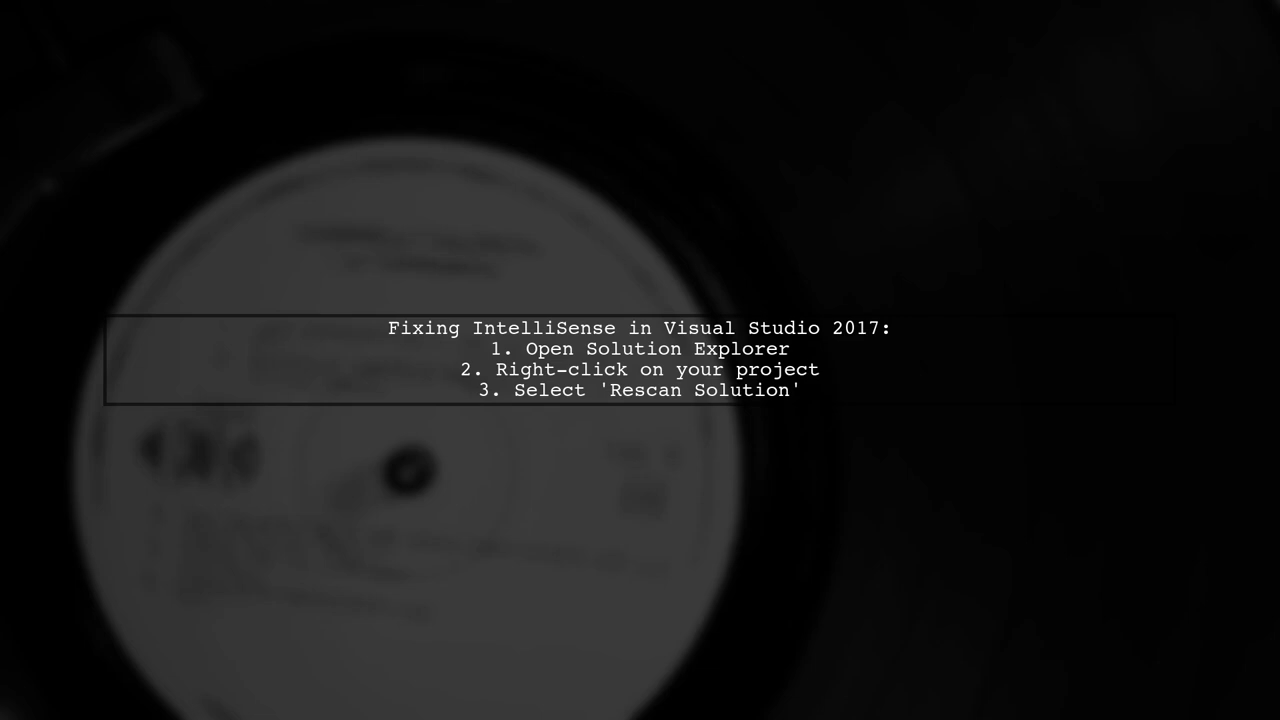 Fixing IntelliSense in Visual Studio 2017:
1. Open Solution Explorer
2. Right-click on your project
3. Select 'Rescan Solution'